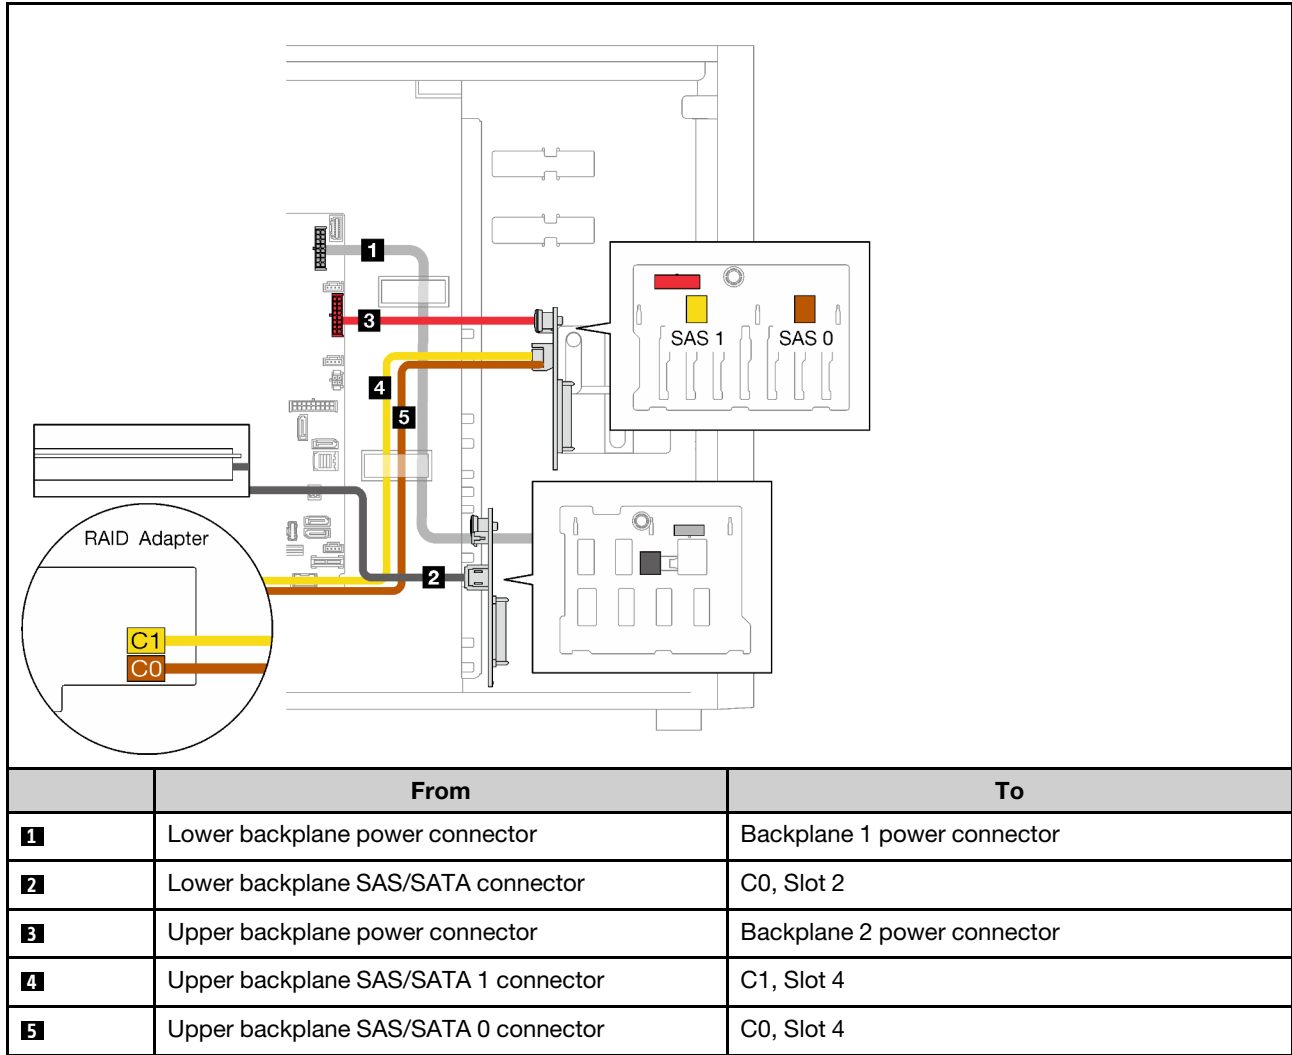 1
3
SAS 1 SAS 0
4
5
RAID Adapter
2
C1
C0
From To
1 Lower backplane power connector Backplane 1 power connector
2 Lower backplane SAS/SATA connector C0, Slot 2
3 Upper backplane power connector Backplane 2 power connector
4 Upper backplane SAS/SATA 1 connector C1, Slot 4
5 Upper backplane SAS/SATA 0 connector C0, Slot 4